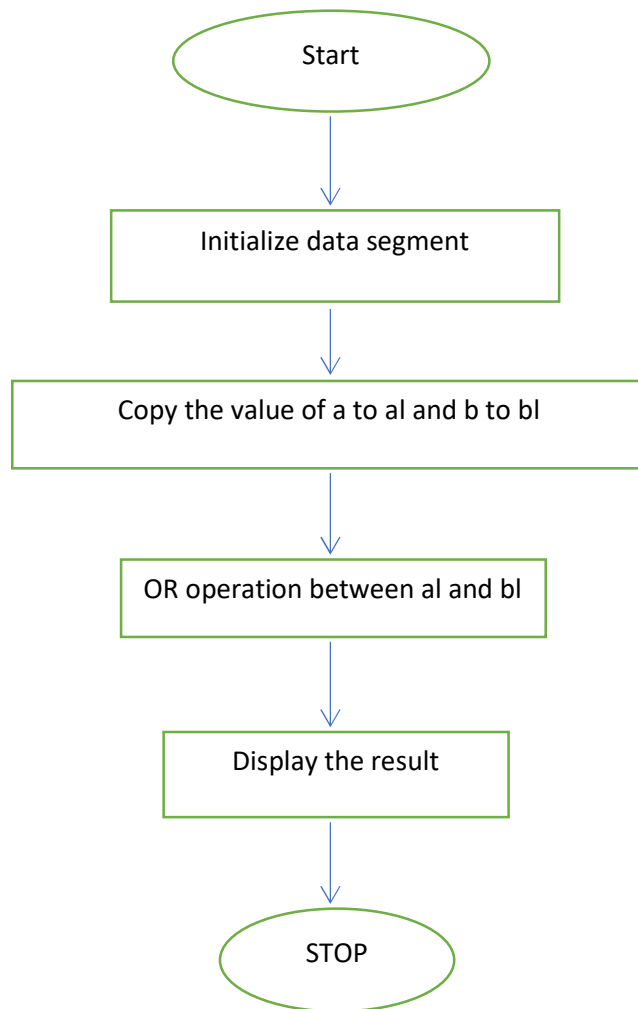 Start
Initialize data segment
Copy the value of a to al and b to bl
OR operation between al and bl
Display the result
STOP